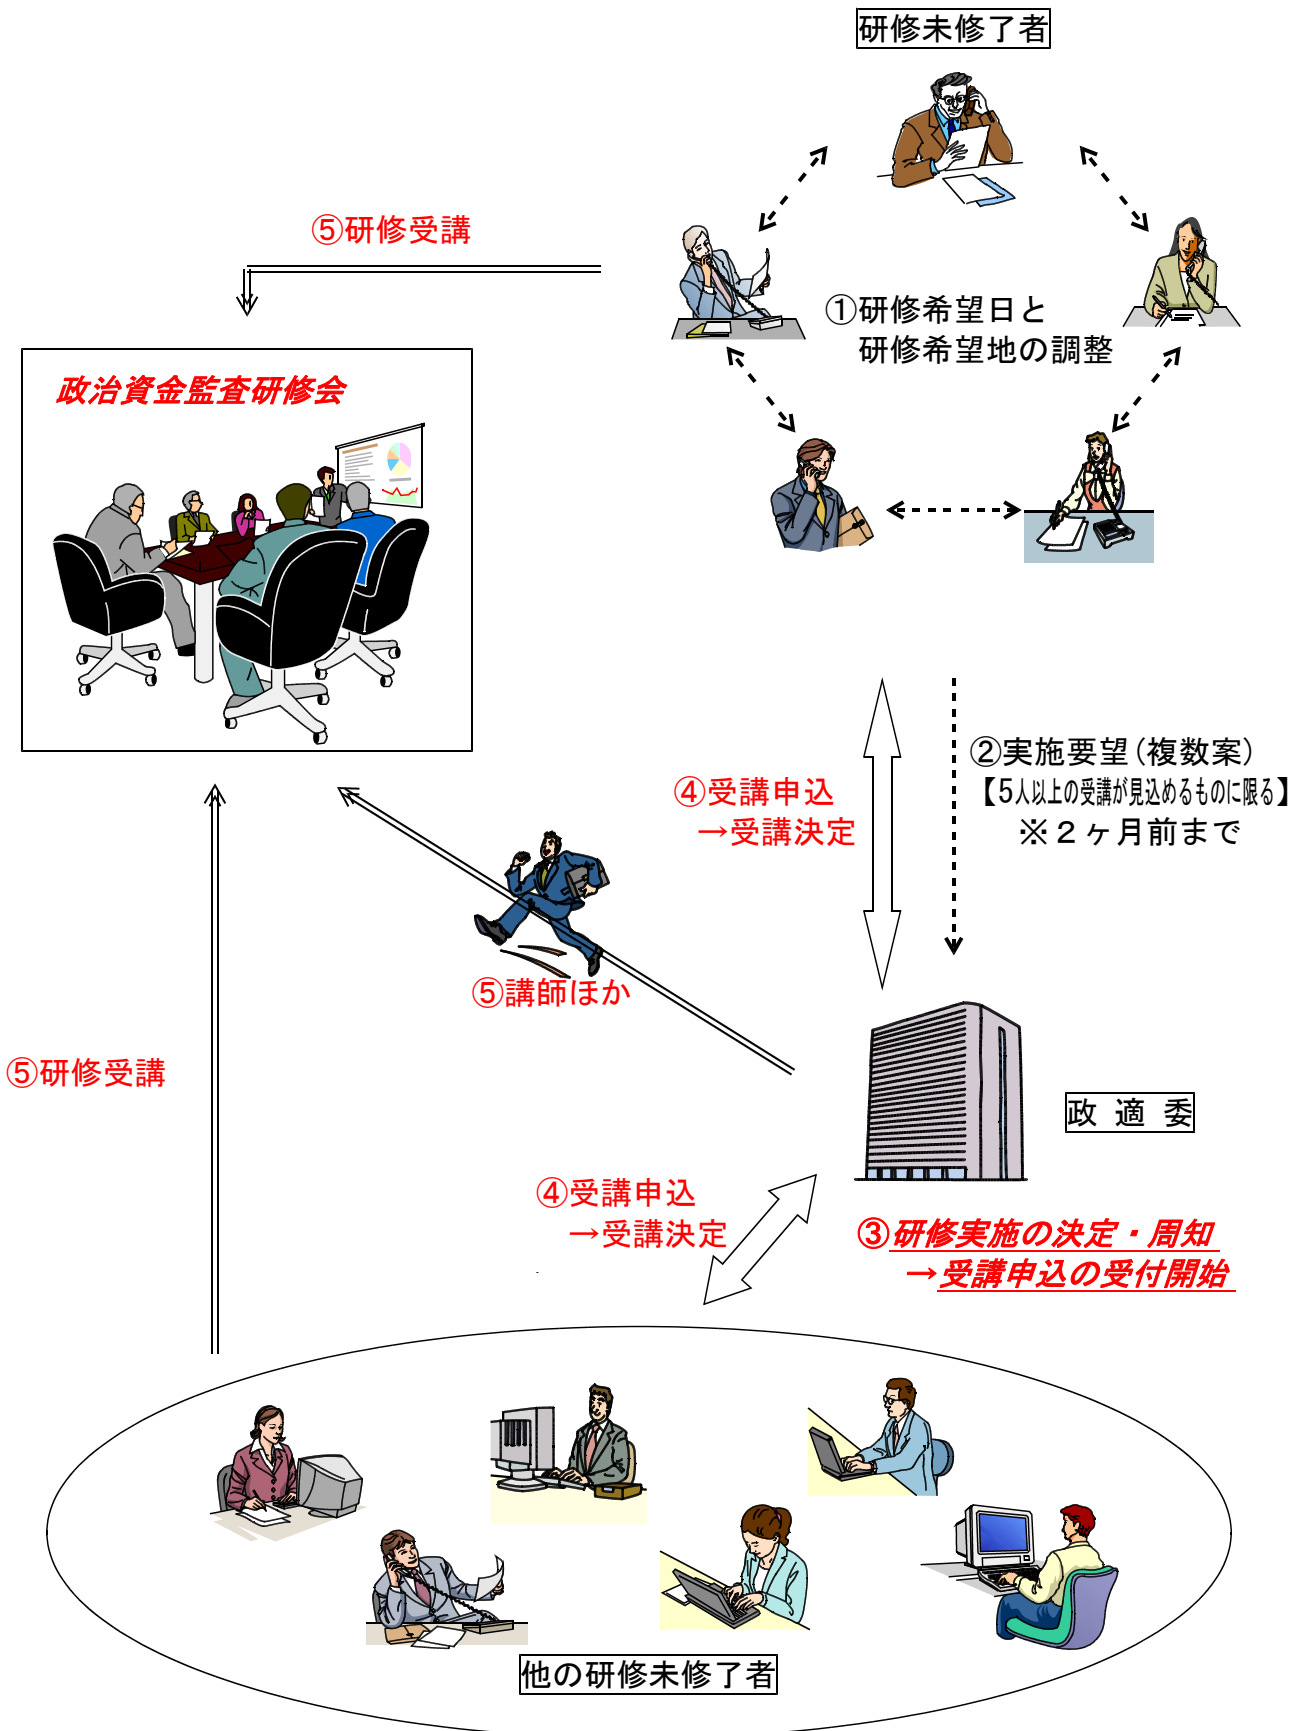 研修未修了者
⑤研修受講
①研修希望日と
研修希望地の調整
政治資金監査研修会
②実施要望(複数案)
【5人以上の受講が見込めるものに限る】
※２ヶ月前まで
④受講申込
→受講決定
⑤講師ほか
⑤研修受講
政適委
④受講申込
→受講決定
③研修実施の決定・周知
→受講申込の受付開始
他の研修未修了者